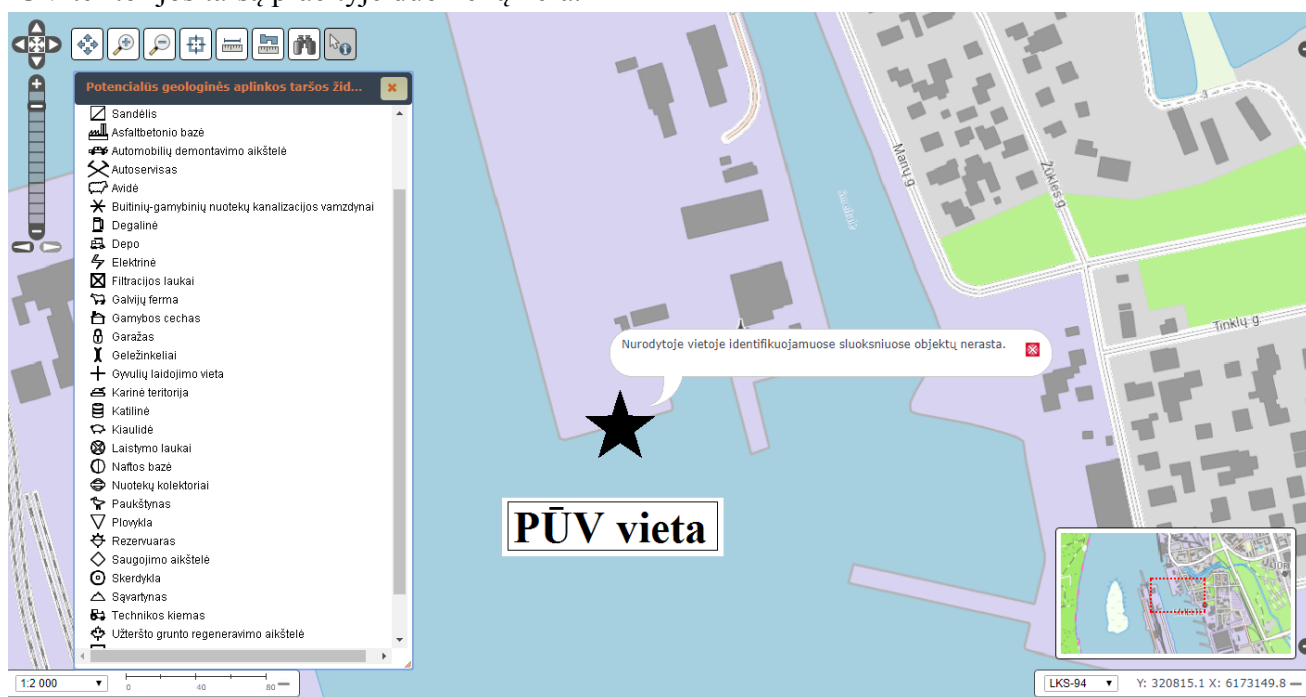 Potencialūs geologinės aplinkos taršos žid...
Sandėlis
Asfaltbetonio bazė
Automobilių demontavimo aikštelė
Autoservisas
Avidė
Buitinių-gamybinių nuotekų kanalizacijos vamzdynai
Degalinė
Depo
Elektrinė
Filtracijos laukai
Galvijų ferma
Gamybos cechas
Garažas
Geležinkeliai
Gyvulių laidojimo vieta
Karinė teritorija
Katilinė
Kiaulidė
Laistymo laukai
Naftos bazė
Nuotekų kolektoriai
Paukštynas
Plovykla
Rezervuaras
Saugojimo aikštelė
Skerdykla
Sąvartynas
Technikos kiemas
Užteršto grunto regeneravimo aikštelė
Marių g.
Žūklės g.
Tinklų g.
Nurodytoje vietoje identifikuojamuose sluoksniuose objektų nerasta.
PŪV vieta
1:2 000
0 40 80
LKS-94
Y: 320815.1 X: 6173149.8